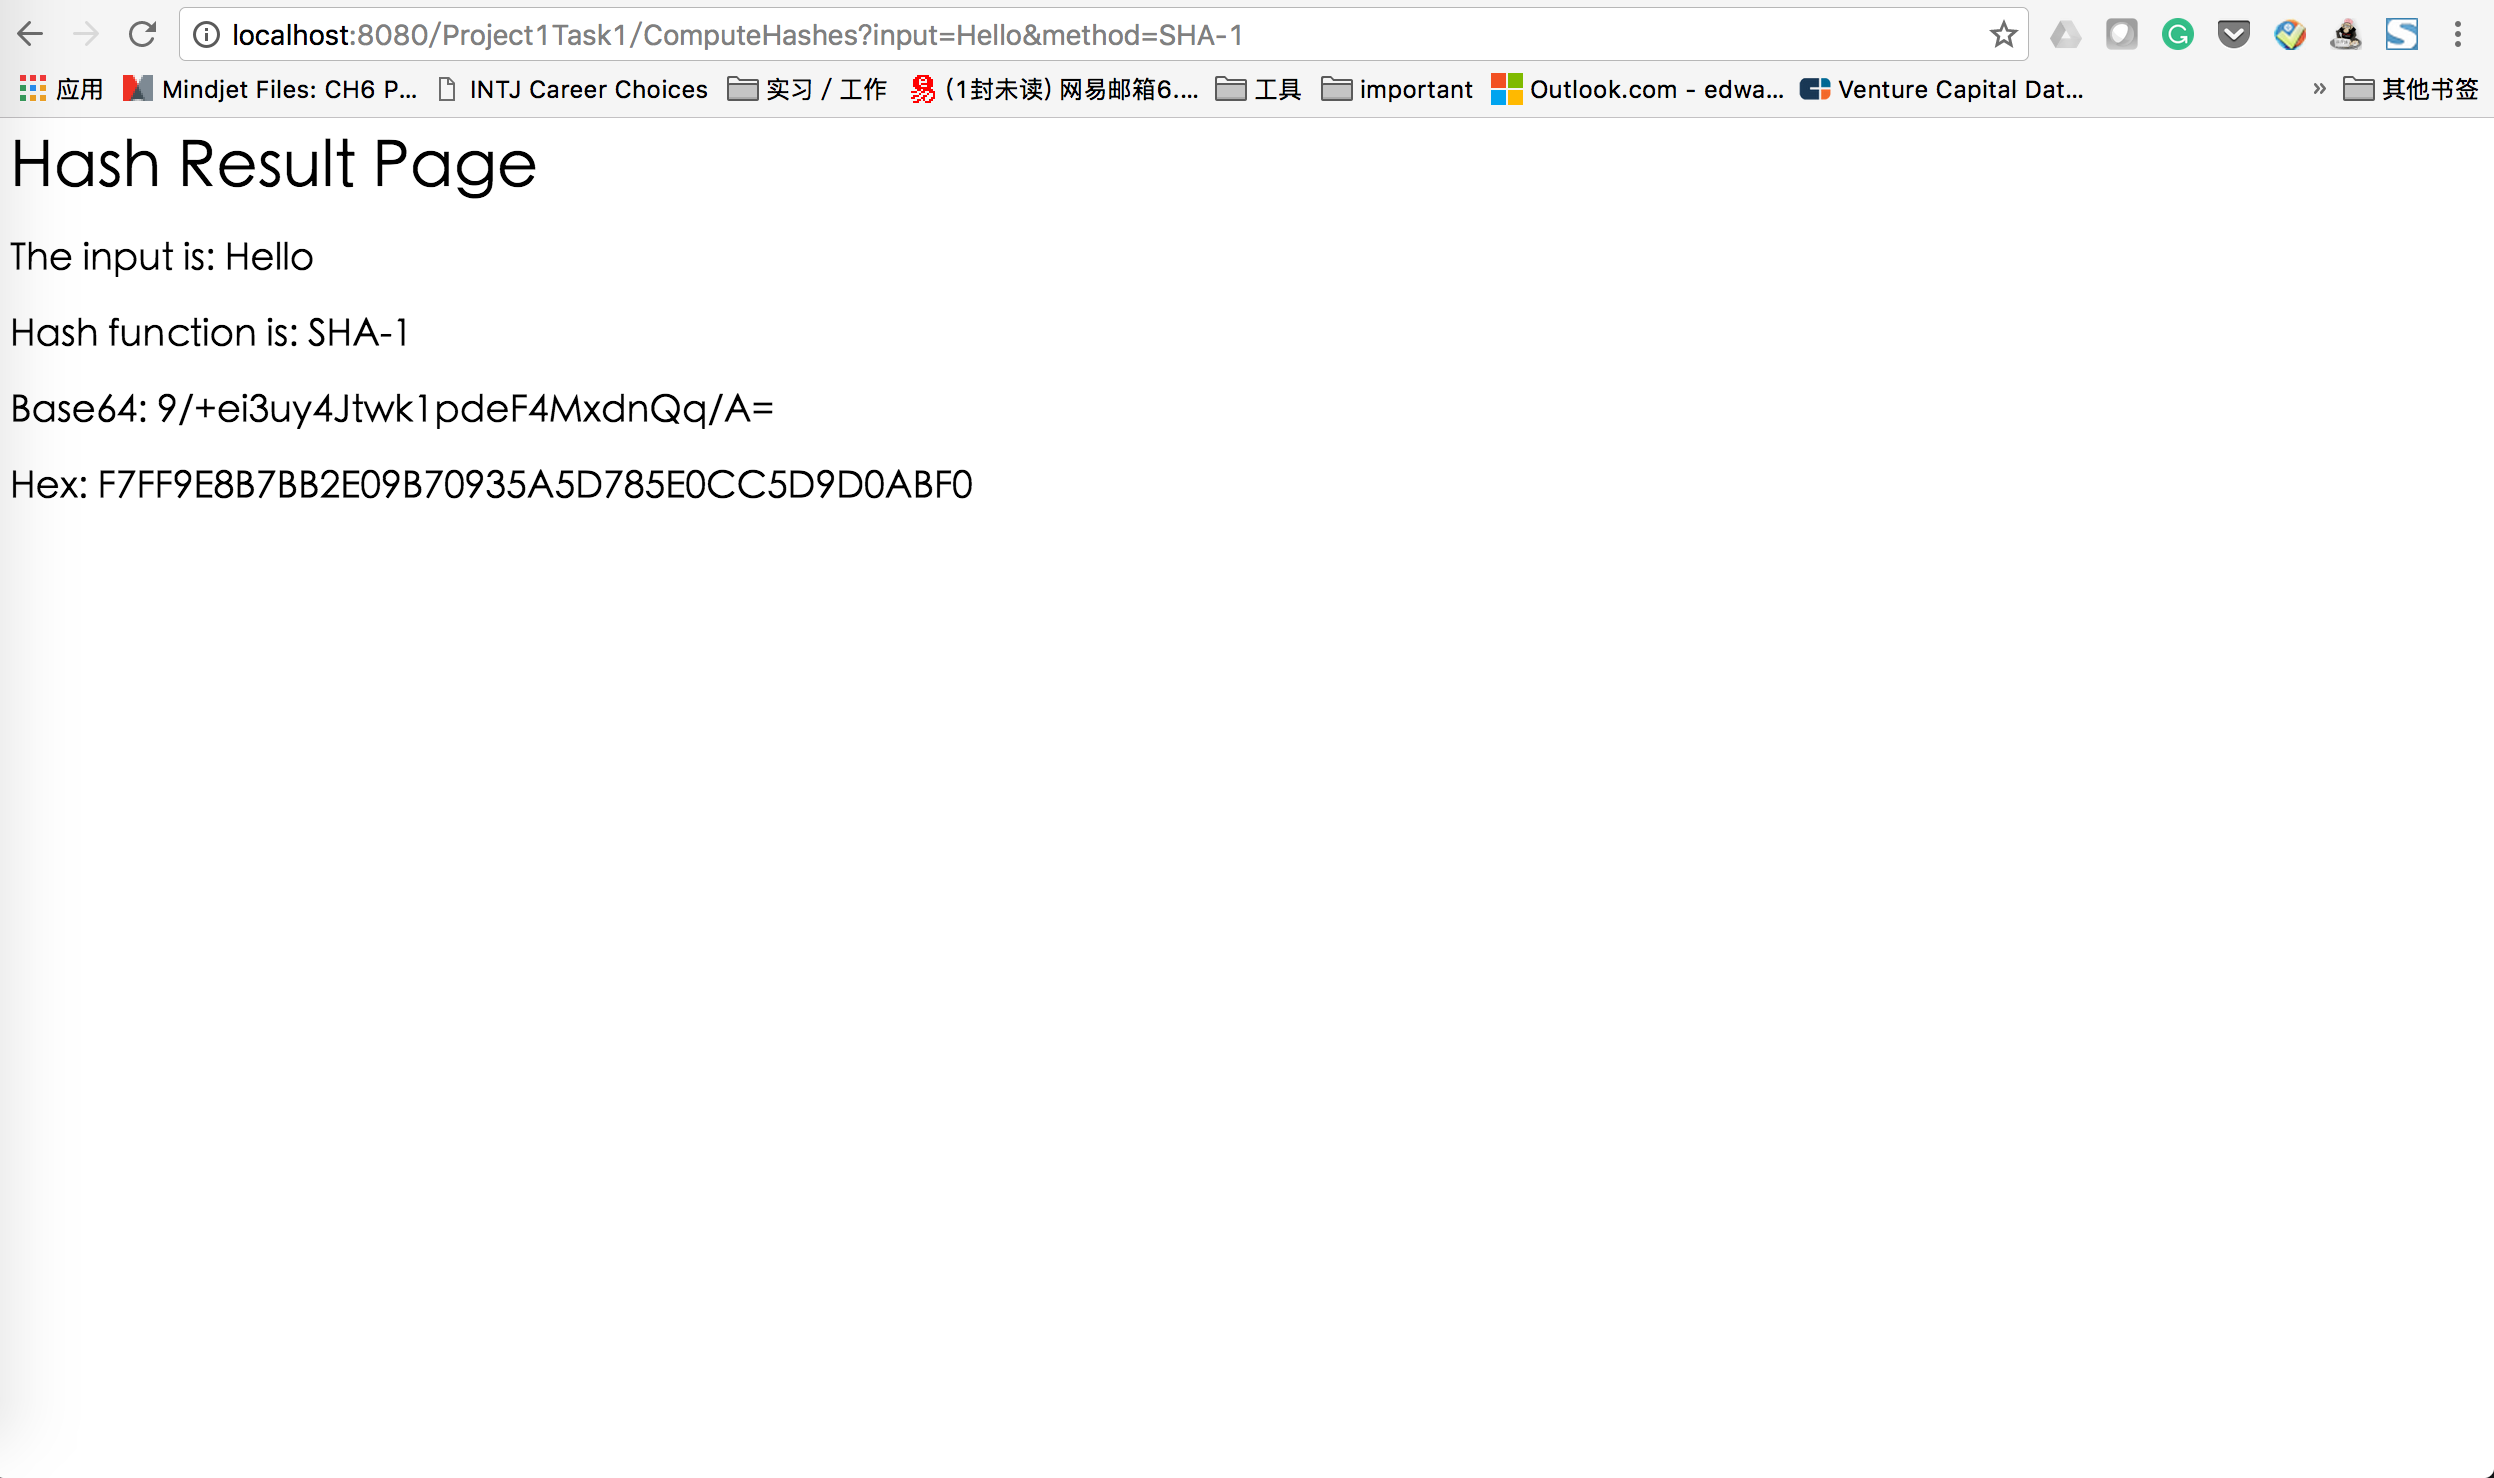 localhost:8080/Project1Task1/ComputeHashes?input=Hello&method=SHA-1
应用 Mindjet Files: CH6 P... INTJ Career Choices 实习 / 工作 (1封未读) 网易邮箱6.... 工具 important Outlook.com - edwa... Venture Capital Dat... » 其他书签
Hash Result Page
The input is: Hello
Hash function is: SHA-1
Base64: 9/+ei3uy4Jtwk1pdeF4MxdnQq/A=
Hex: F7FF9E8B7BB2E09B70935A5D785E0CC5D9D0ABF0